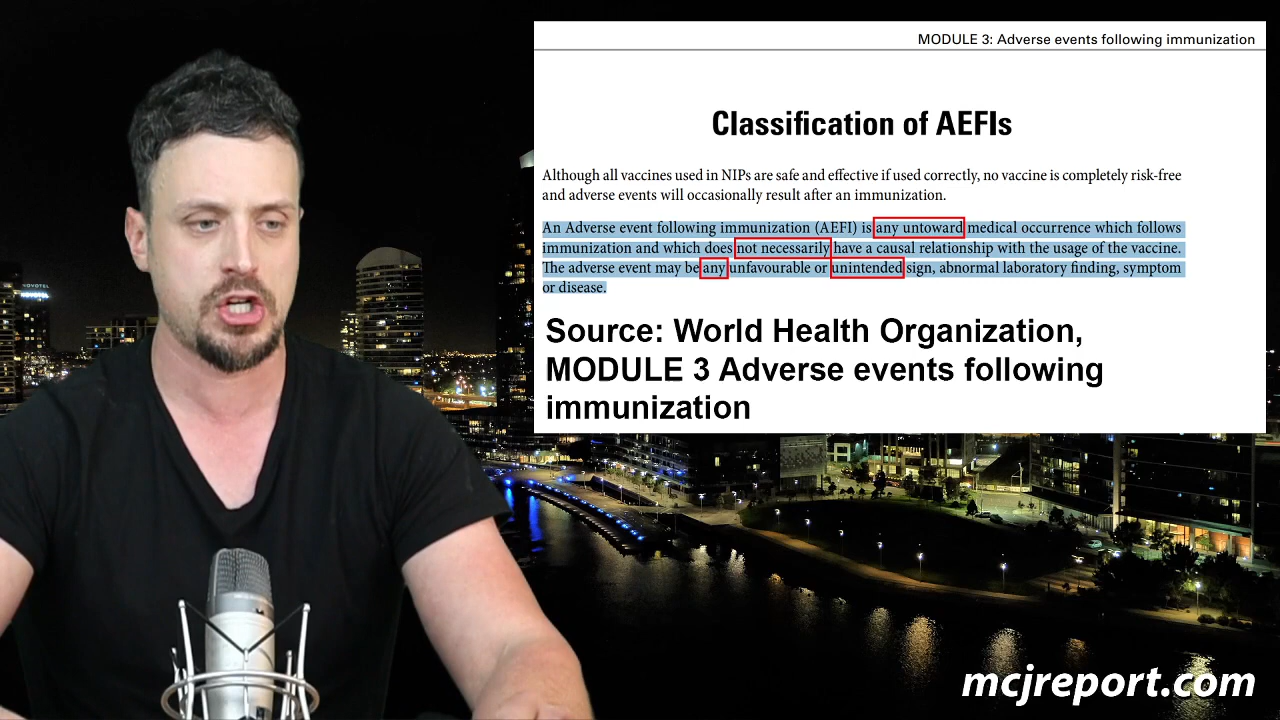 MODULE 3: Adverse events following immunization
Classification of AEFIs
Although all vaccines used in NIPs are safe and effective if used correctly, no vaccine is completely risk-free
and adverse events will occasionally result after an immunization.
An Adverse event following immunization (AEFI) is any untoward medical occurrence which follows
immunization and which does not necessarily have a causal relationship with the usage of the vaccine.
The adverse event may be any unfavourable or unintended sign, abnormal laboratory finding, symptom
or disease.
Source: World Health Organization,
MODULE 3 Adverse events following
immunization
NOVOTEL
mcjreport.com